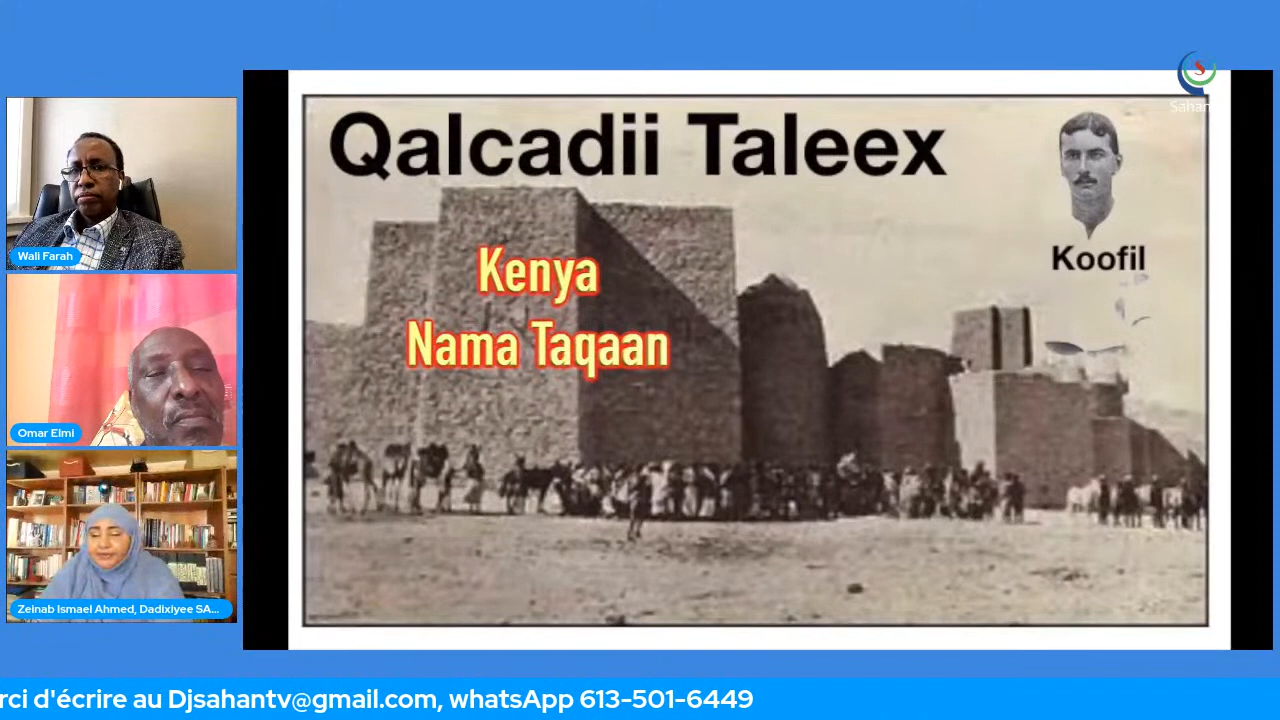 Qalcadii Taleex
Koofil
Kenya
Nama Taqaan
Wali Farah
Omar Elmi
Zeinab Ismael Ahmed, Dadixiyee SA...
rci d'écrire au Djsahantv@gmail.com, whatsApp 613-501-6449